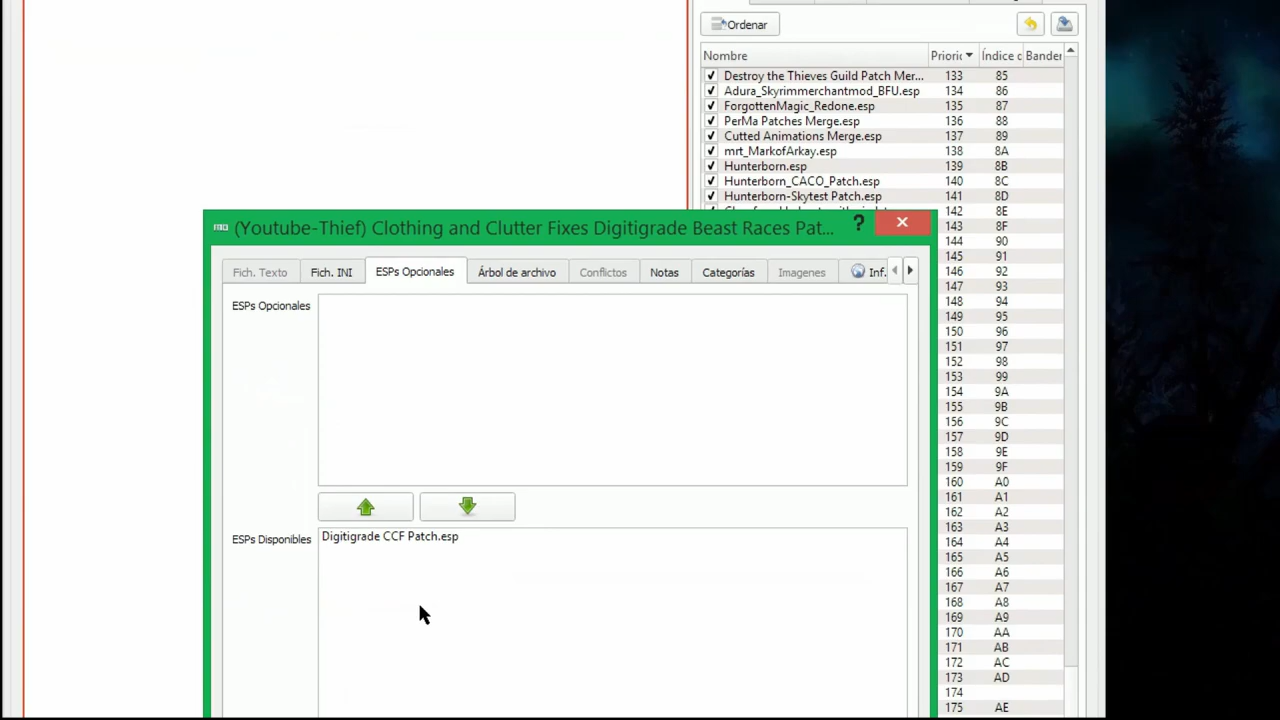 Ordenar
Nombre Priorid Índice d Bander
Destroy the Thieves Guild Patch Mer... 133 85
Adura_Skyrimmerchantmod_BFU.esp 134 86
ForgottenMagic_Redone.esp 135 87
PerMa Patches Merge.esp 136 88
Cutted Animations Merge.esp 137 89
mrt_MarkofArkay.esp 138 8A
Hunterborn.esp 139 8B
Hunterborn_CACO_Patch.esp 140 8C
Hunterborn-Skytest Patch.esp 141 8D
142 8E
(Youtube-Thief) Clothing and Clutter Fixes Digitigrade Beast Races Pat... ?
143 8F
144 90
145 91
Fich. Texto Fich. INI ESPs Opcionales Árbol de archivo Conflictos Notas Categorías Imagenes Inf.
146 92
147 93
148 94
ESPs Opcionales
149 95
150 96
151 97
152 98
153 99
154 9A
155 9B
156 9C
157 9D
158 9E
159 9F
160 A0
161 A1
162 A2
163 A3
ESPs Disponibles
Digitigrade CCF Patch.esp
164 A4
165 A5
166 A6
167 A7
168 A8
169 A9
170 AA
171 AB
172 AC
173 AD
174
175 AE